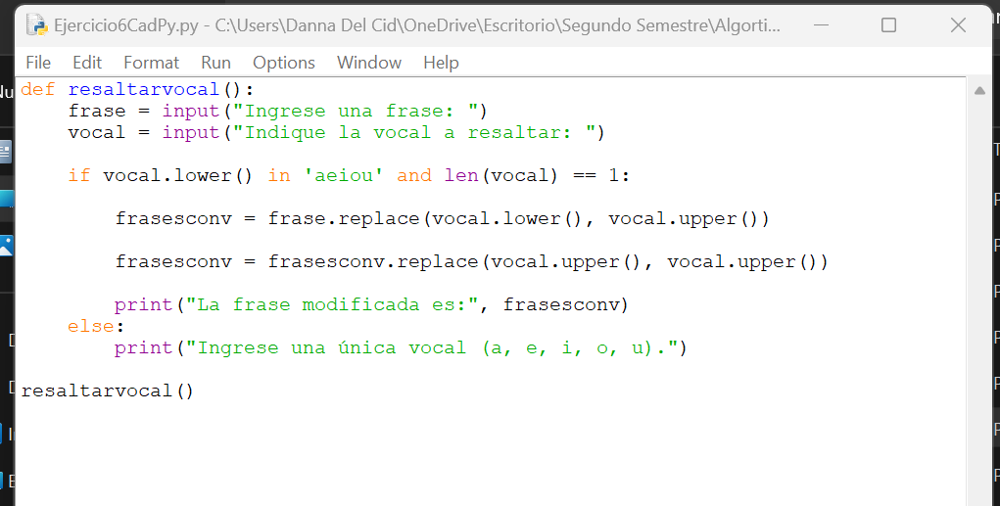 Ejercicio6CadPy.py - C:\Users\Danna Del Cid\OneDrive\Escritorio\Segundo Semestre\Algorti...
File Edit Format Run Options Window Help
def resaltarvocal():
    frase = input("Ingrese una frase: ")
    vocal = input("Indique la vocal a resaltar: ")
    if vocal.lower() in 'aeiou' and len(vocal) == 1:
        frasesconv = frase.replace(vocal.lower(), vocal.upper())
        frasesconv = frasesconv.replace(vocal.upper(), vocal.upper())
        print("La frase modificada es:", frasesconv)
    else:
        print("Ingrese una única vocal (a, e, i, o, u).")
resaltarvocal()